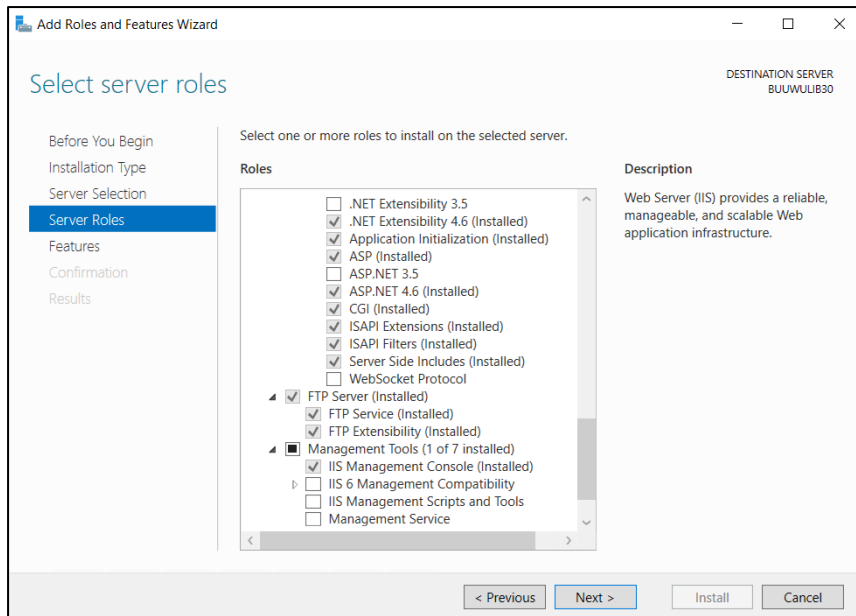 Add Roles and Features Wizard
Select server roles
DESTINATION SERVER
BUUWULIB30
Before You Begin
Installation Type
Server Selection
Server Roles
Features
Confirmation
Results
Select one or more roles to install on the selected server.
Roles
.NET Extensibility 3.5
.NET Extensibility 4.6 (Installed)
Application Initialization (Installed)
ASP (Installed)
ASP.NET 3.5
ASP.NET 4.6 (Installed)
CGI (Installed)
ISAPI Extensions (Installed)
ISAPI Filters (Installed)
Server Side Includes (Installed)
WebSocket Protocol
FTP Server (Installed)
FTP Service (Installed)
FTP Extensibility (Installed)
Management Tools (1 of 7 installed)
IIS Management Console (Installed)
IIS 6 Management Compatibility
IIS Management Scripts and Tools
Management Service
Description
Web Server (IIS) provides a reliable,
manageable, and scalable Web
application infrastructure.
< Previous
Next >
Install
Cancel